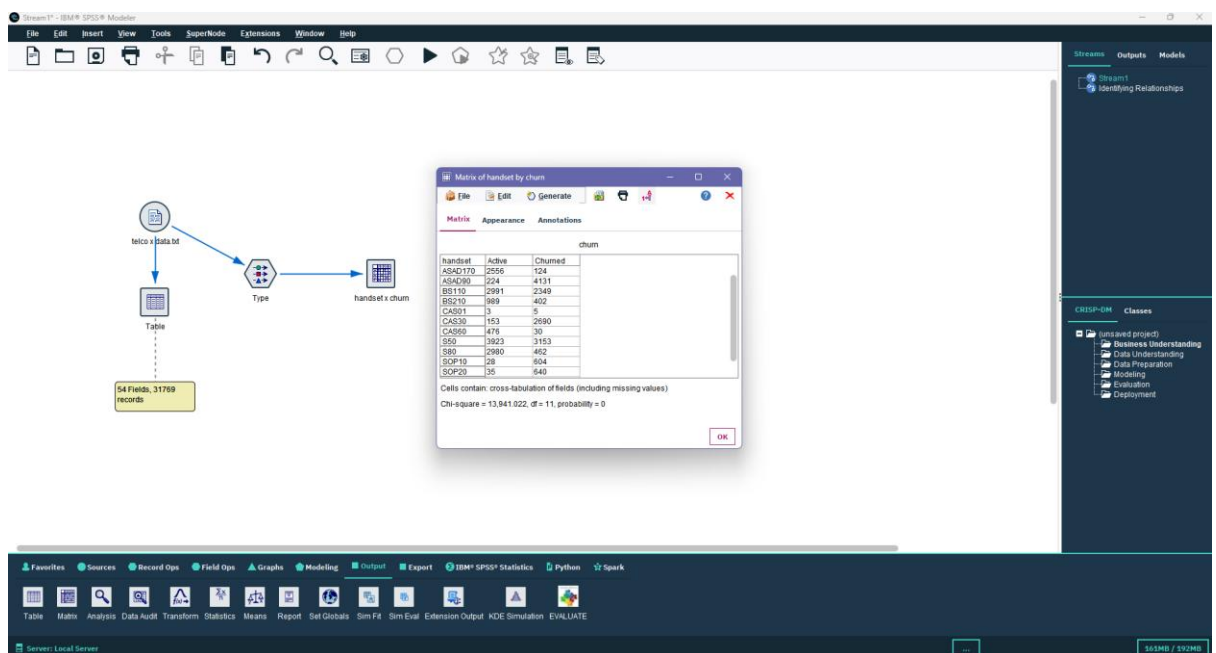 Stream1* - IBM® SPSS® Modeler
File Edit Insert View Tools SuperNode Extensions Window Help
Streams Outputs Models
Stream1
Identifying Relationships
telco x data.txt
Table
54 Fields, 31769
records
Type
handset x churn
Matrix of handset by churn
File Edit Generate
Matrix Appearance Annotations
churn
handset Active Churned
ASAD170 2556 124
ASAD90 224 4131
BS110 2991 2349
BS210 989 402
CAS01 3 5
CAS30 153 2690
CAS60 476 30
S50 3923 3153
S80 2980 462
SOP10 28 604
SOP20 35 640
Cells contain: cross-tabulation of fields (including missing values)
Chi-square = 13,941.022, df = 11, probability = 0
OK
CRISP-DM Classes
(unsaved project)
Business Understanding
Data Understanding
Data Preparation
Modeling
Evaluation
Deployment
Favorites Sources Record Ops Field Ops Graphs Modeling Output Export IBM® SPSS® Statistics Python Spark
Table Matrix Analysis Data Audit Transform Statistics Means Report Set Globals Sim Fit Sim Eval Extension Output KDE Simulation EVALUATE
Server: Local Server
...
161MB / 192MB